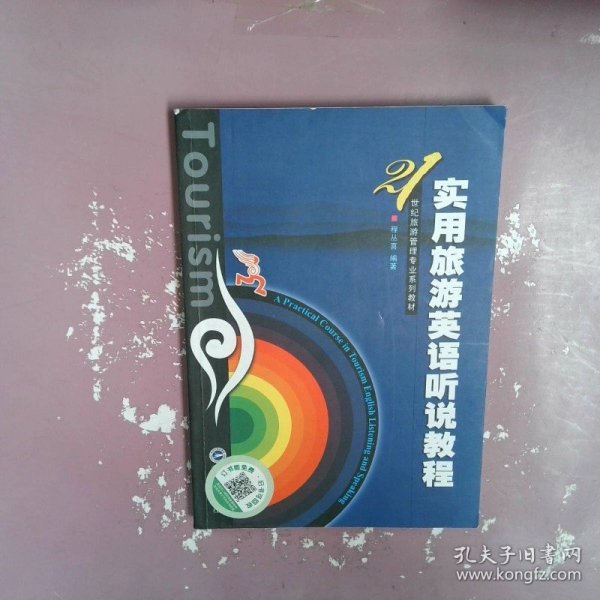 Tourism
21
世纪旅游管理专业系列教材
程丛喜 编著
实用旅游英语听说教程
A Practical Course in Tourism English Listening and Speaking
孔夫子旧书网
www.kongfz.com